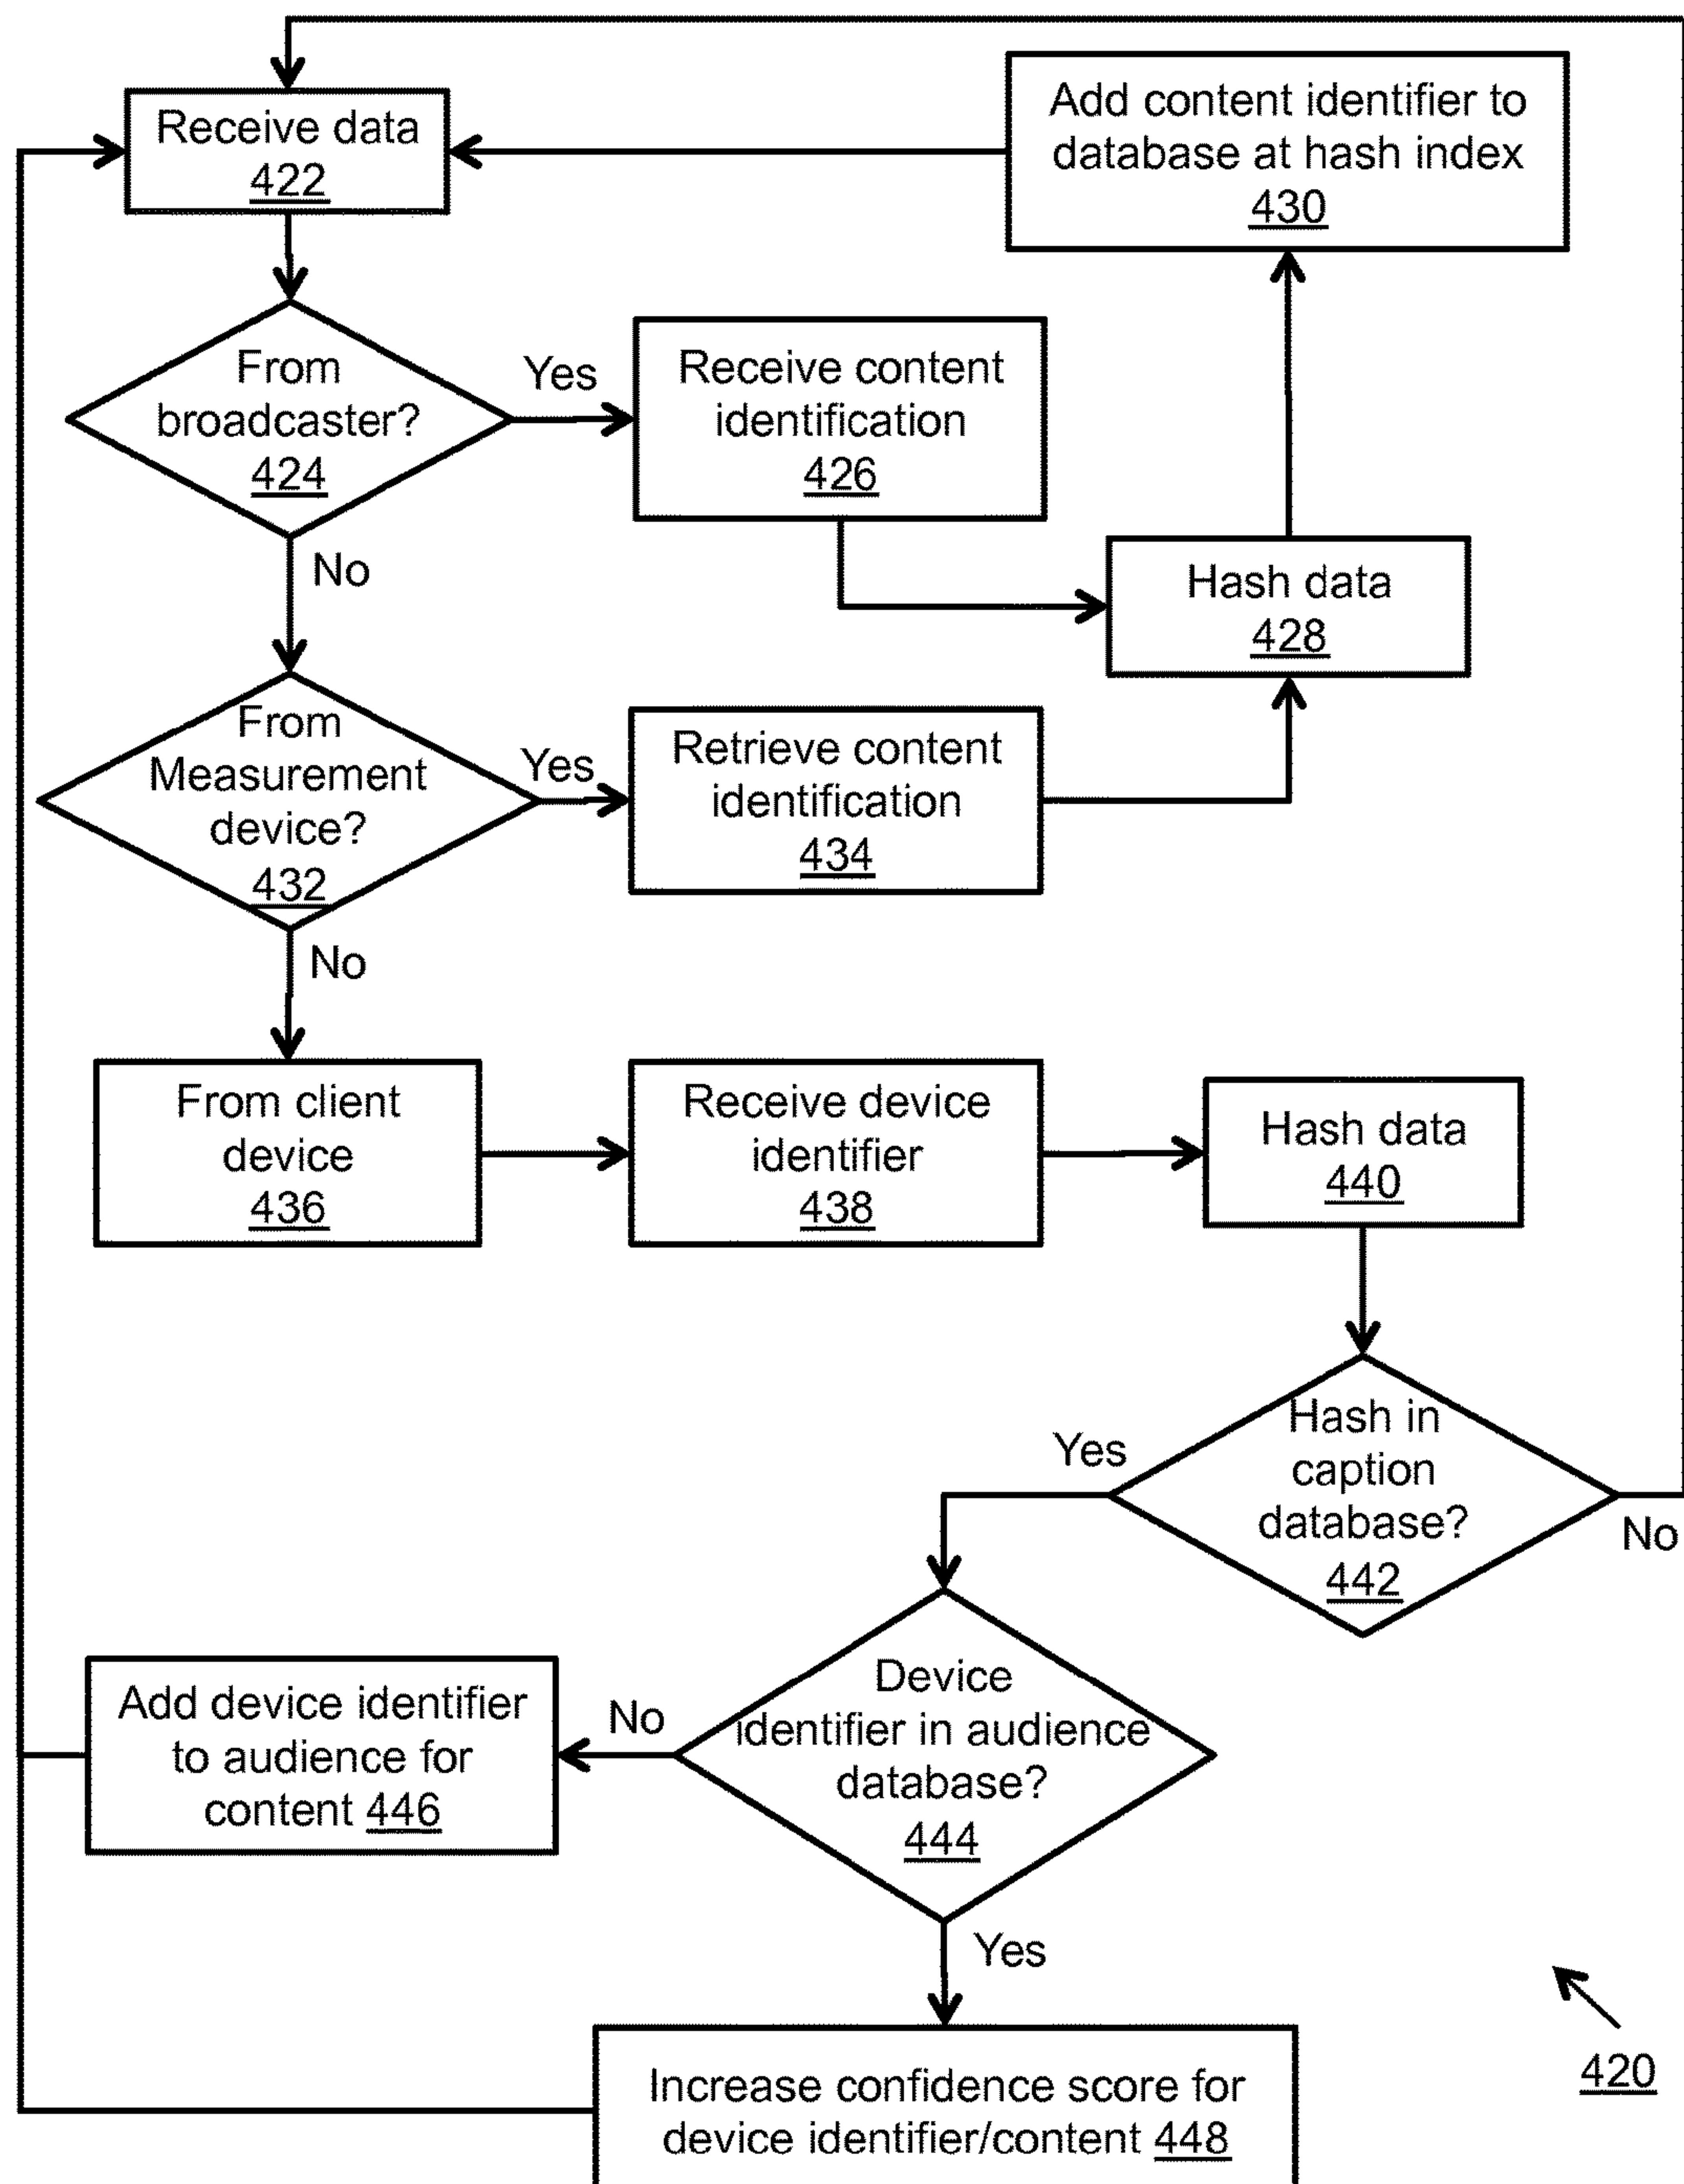 Receive data
422
Add content identifier to
database at hash index
430
From
broadcaster?
424
Yes
Receive content
identification
426
No
Hash data
428
From
Measurement
device?
432
Yes
Retrieve content
identification
434
No
From client
device
436
Receive device
identifier
438
Hash data
440
Hash in
caption
database?
442
Yes
No
Device
identifier in audience
database?
444
No
Add device identifier
to audience for
content 446
Yes
Increase confidence score for
device identifier/content 448
420